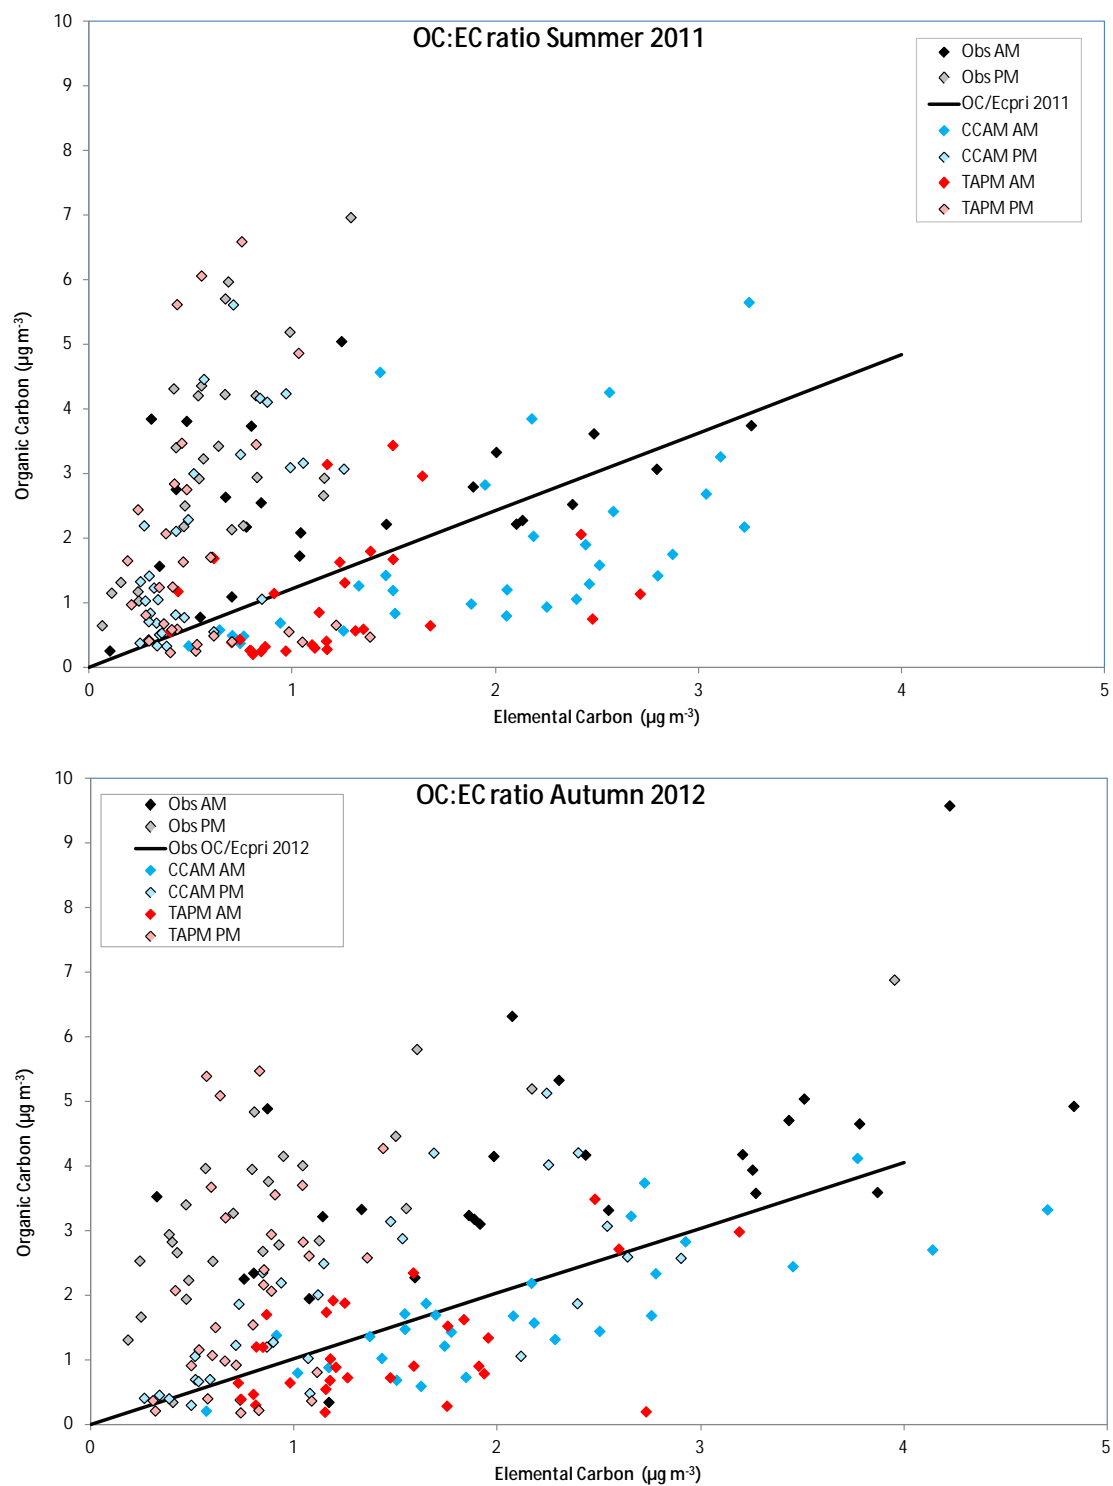 OC:EC ratio Summer 2011
10
9
8
7
6
5
4
3
2
1
0
Organic Carbon (µg m-3)
Obs AM
Obs PM
OC/Ecpri 2011
CCAM AM
CCAM PM
TAPM AM
TAPM PM
0 1 2 3 4 5
Elemental Carbon (µg m-3)
OC:EC ratio Autumn 2012
10
9
8
7
6
5
4
3
2
1
0
Organic Carbon (µg m-3)
Obs AM
Obs PM
Obs OC/Ecpri 2012
CCAM AM
CCAM PM
TAPM AM
TAPM PM
0 1 2 3 4 5
Elemental Carbon (µg m-3)